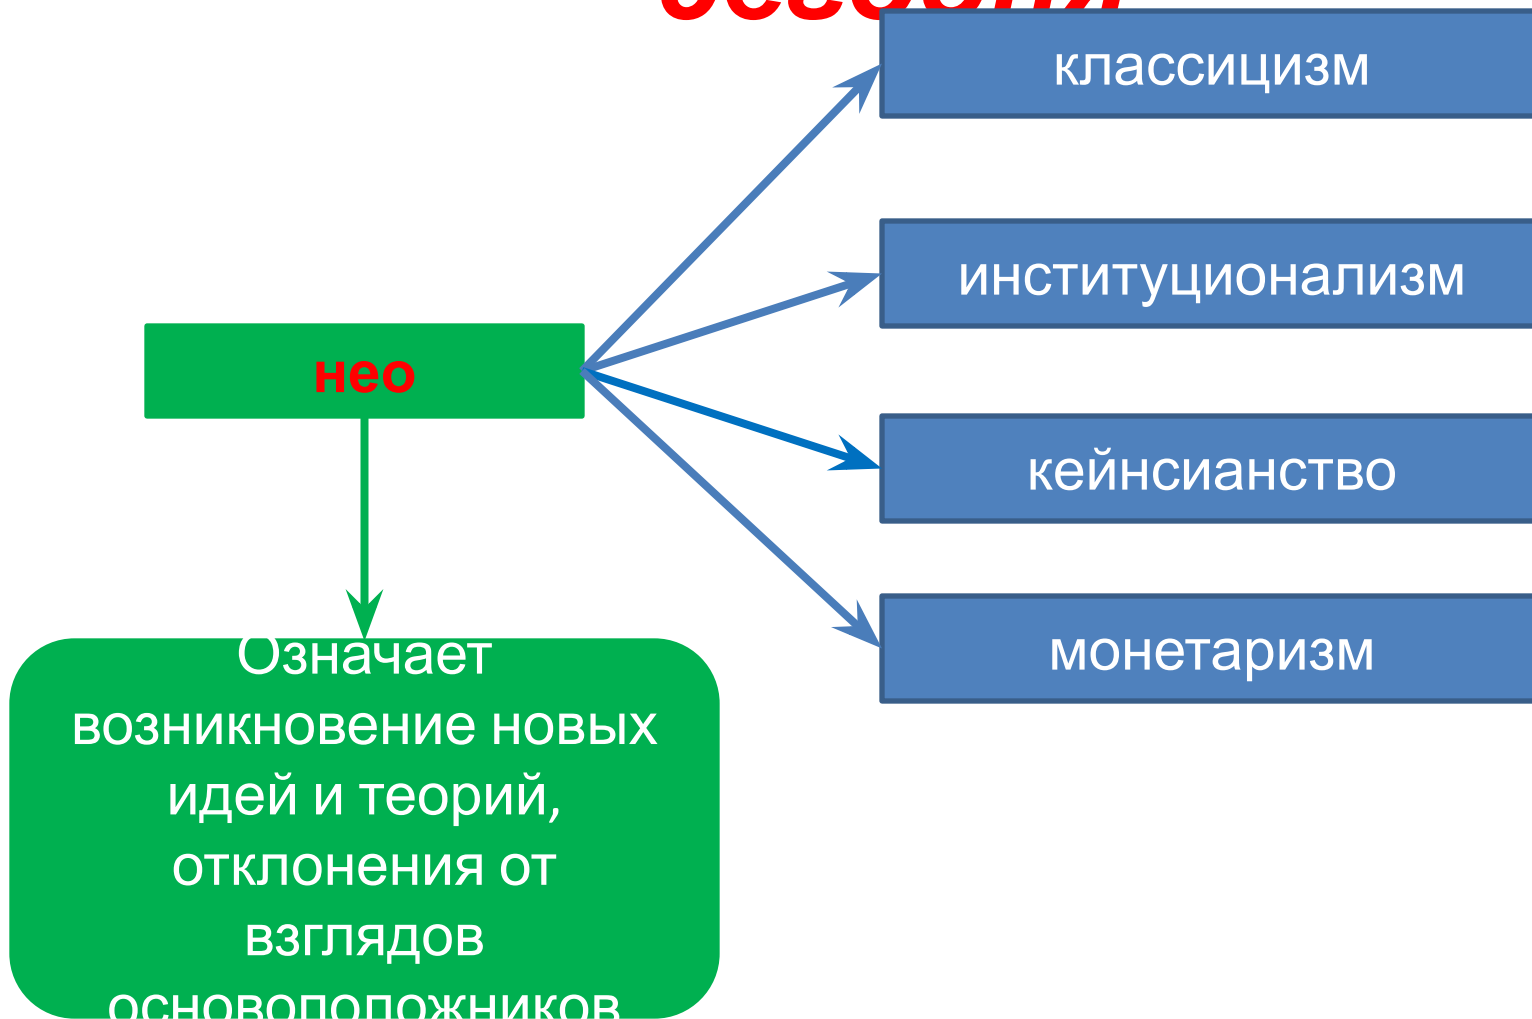 классицизм
институционализм
нео
кейнсианство
монетаризм
Означает
возникновение новых
идей и теорий,
отклонения от
взглядов
основоположников